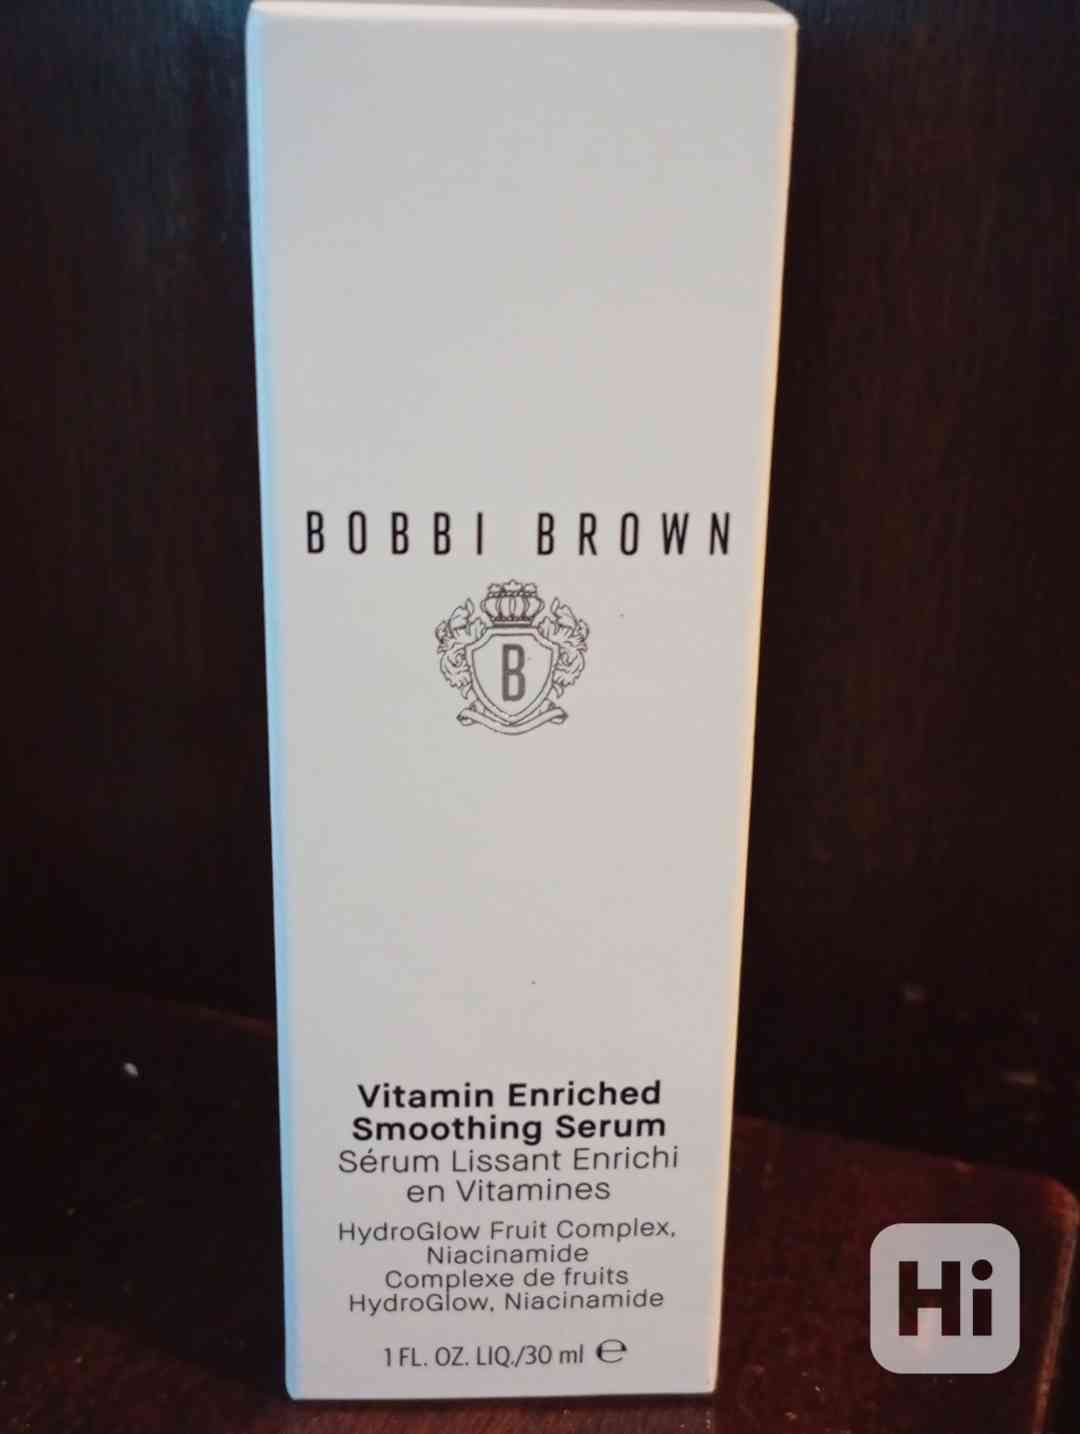 BOBBI BROWN
B
Vitamin Enriched
Smoothing Serum
Sérum Lissant Enrichi
en Vitamines
HydroGlow Fruit Complex,
Niacinamide
Complexe de fruits
HydroGlow, Niacinamide
1 FL. OZ. LIQ./30 ml ℮
Hi